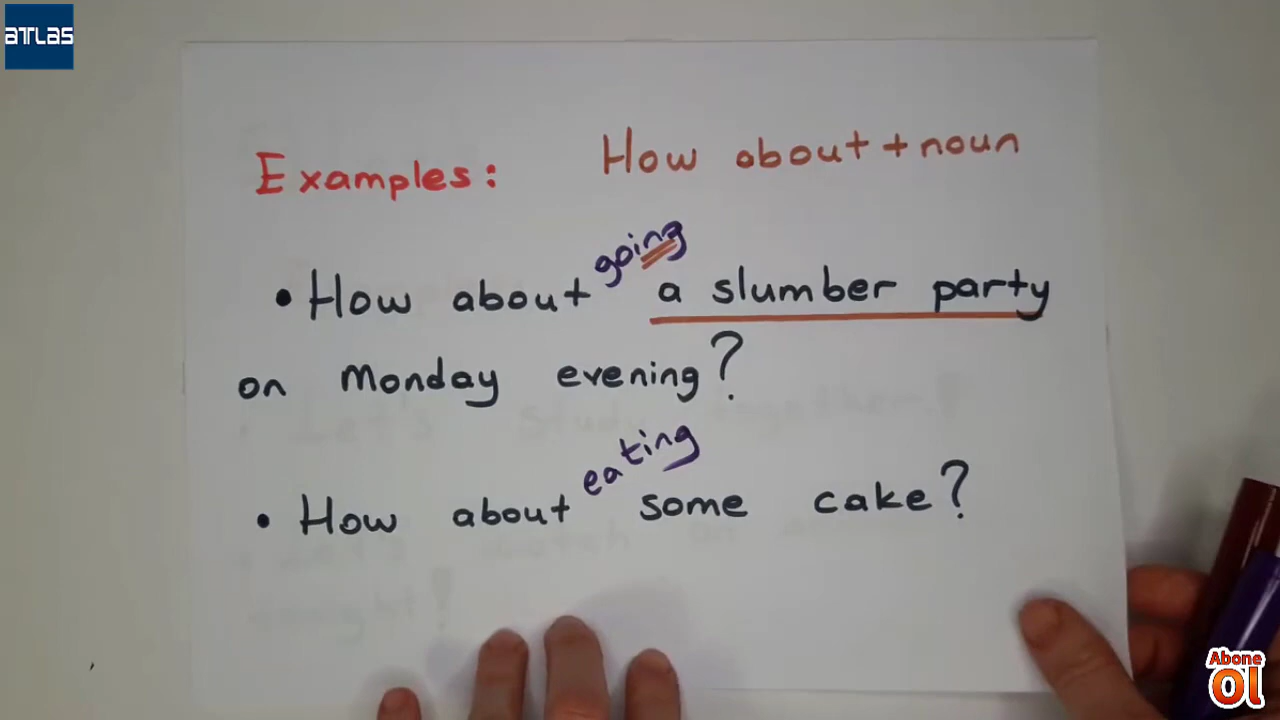 ATLAS
Examples: How about + noun
going
• How about a slumber party
on Monday evening?
eating
• How about some cake?
Abone
Ol